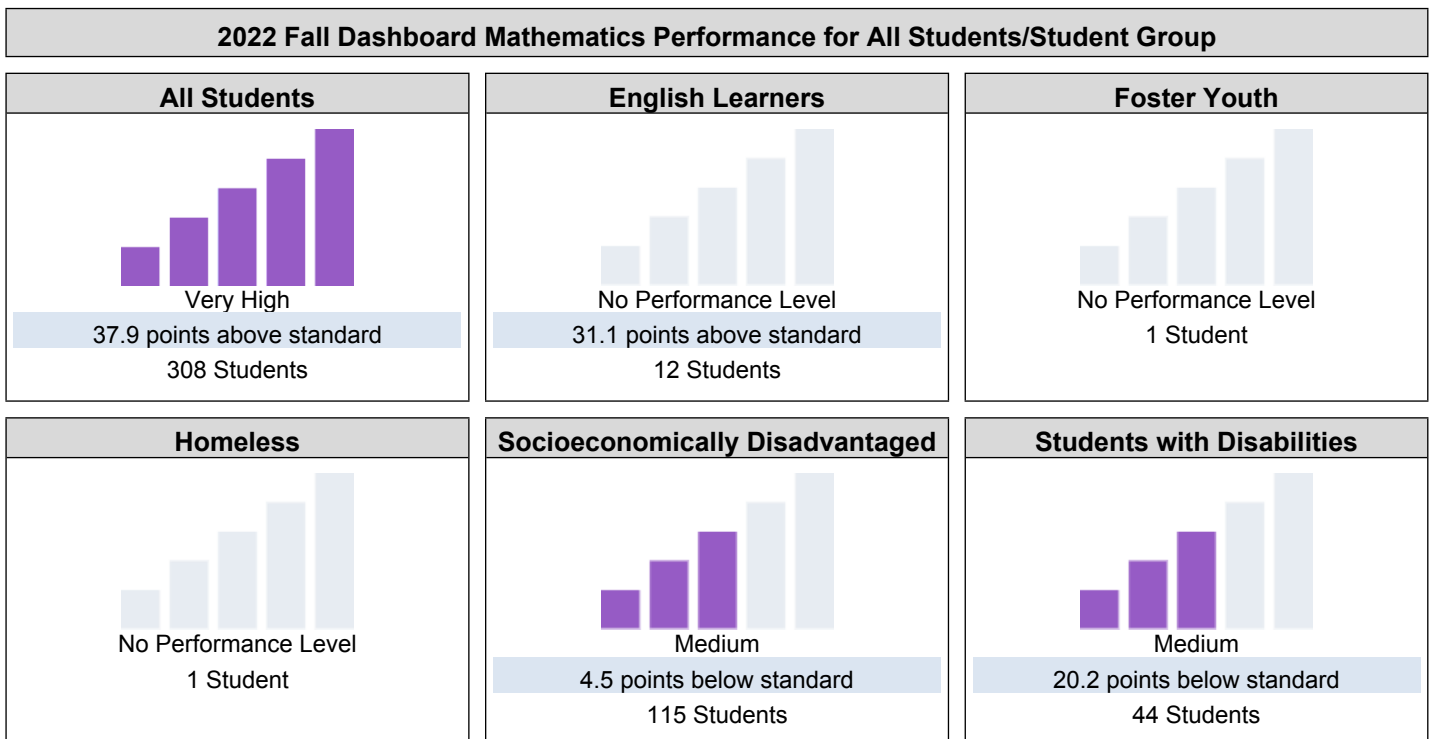 2022 Fall Dashboard Mathematics Performance for All Students/Student Group
All Students
Very High
37.9 points above standard
308 Students
English Learners
No Performance Level
31.1 points above standard
12 Students
Foster Youth
No Performance Level
1 Student
Homeless
No Performance Level
1 Student
Socioeconomically Disadvantaged
Medium
4.5 points below standard
115 Students
Students with Disabilities
Medium
20.2 points below standard
44 Students